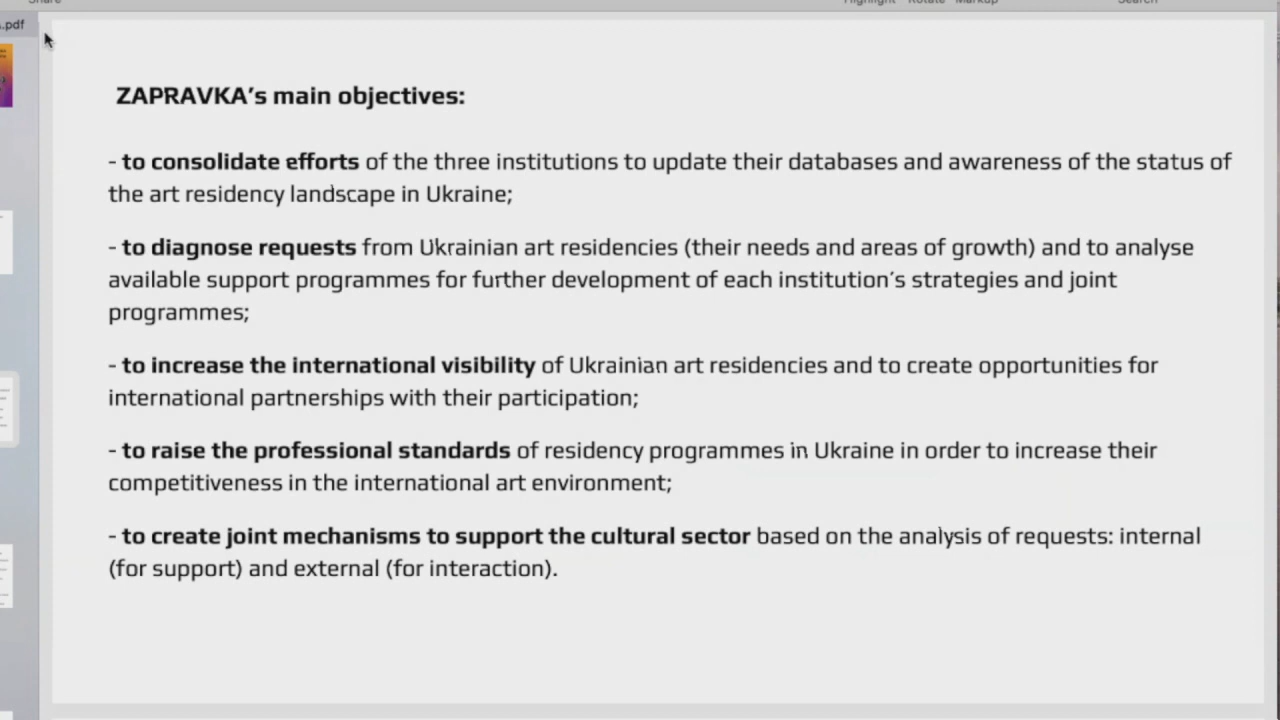 Share
Highlight
Rotate
Markup
Search
.pdf
ZAPRAVKA’s main objectives:
- to consolidate efforts of the three institutions to update their databases and awareness of the status of
the art residency landscape in Ukraine;
- to diagnose requests from Ukrainian art residencies (their needs and areas of growth) and to analyse
available support programmes for further development of each institution's strategies and joint
programmes;
- to increase the international visibility of Ukrainian art residencies and to create opportunities for
international partnerships with their participation;
- to raise the professional standards of residency programmes in Ukraine in order to increase their
competitiveness in the international art environment;
- to create joint mechanisms to support the cultural sector based on the analysis of requests: internal
(for support) and external (for interaction).